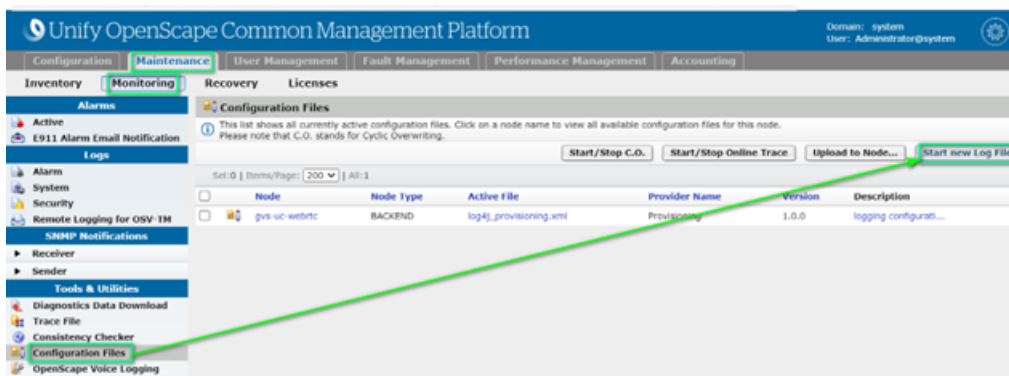 Unify OpenScape Common Management Platform
Domain: system
User: Administrator@system
Configuration Maintenance User Management Fault Management Performance Management Accounting
Inventory Monitoring Recovery Licenses
Alarms
Active
E911 Alarm Email Notification
Logs
Alarm
System
Security
Remote Logging for OSV-TM
SNMP Notifications
Receiver
Sender
Tools & Utilities
Diagnostics Data Download
Trace File
Consistency Checker
Configuration Files
OpenScape Voice Logging
Configuration Files
This list shows all currently active configuration files. Click on a node name to view all available configuration files for this node.
Please note that C.O. stands for Cyclic Overwriting.
Start/Stop C.O. Start/Stop Online Trace Upload to Node... Start new Log File
Sel:0 | Items/Page: 200 | All:1
Node Node Type Active File Provider Name Version Description
gvs-uc-webrtc BACKEND log4j_provisioning.xml Provisioning 1.0.0 logging configurati...